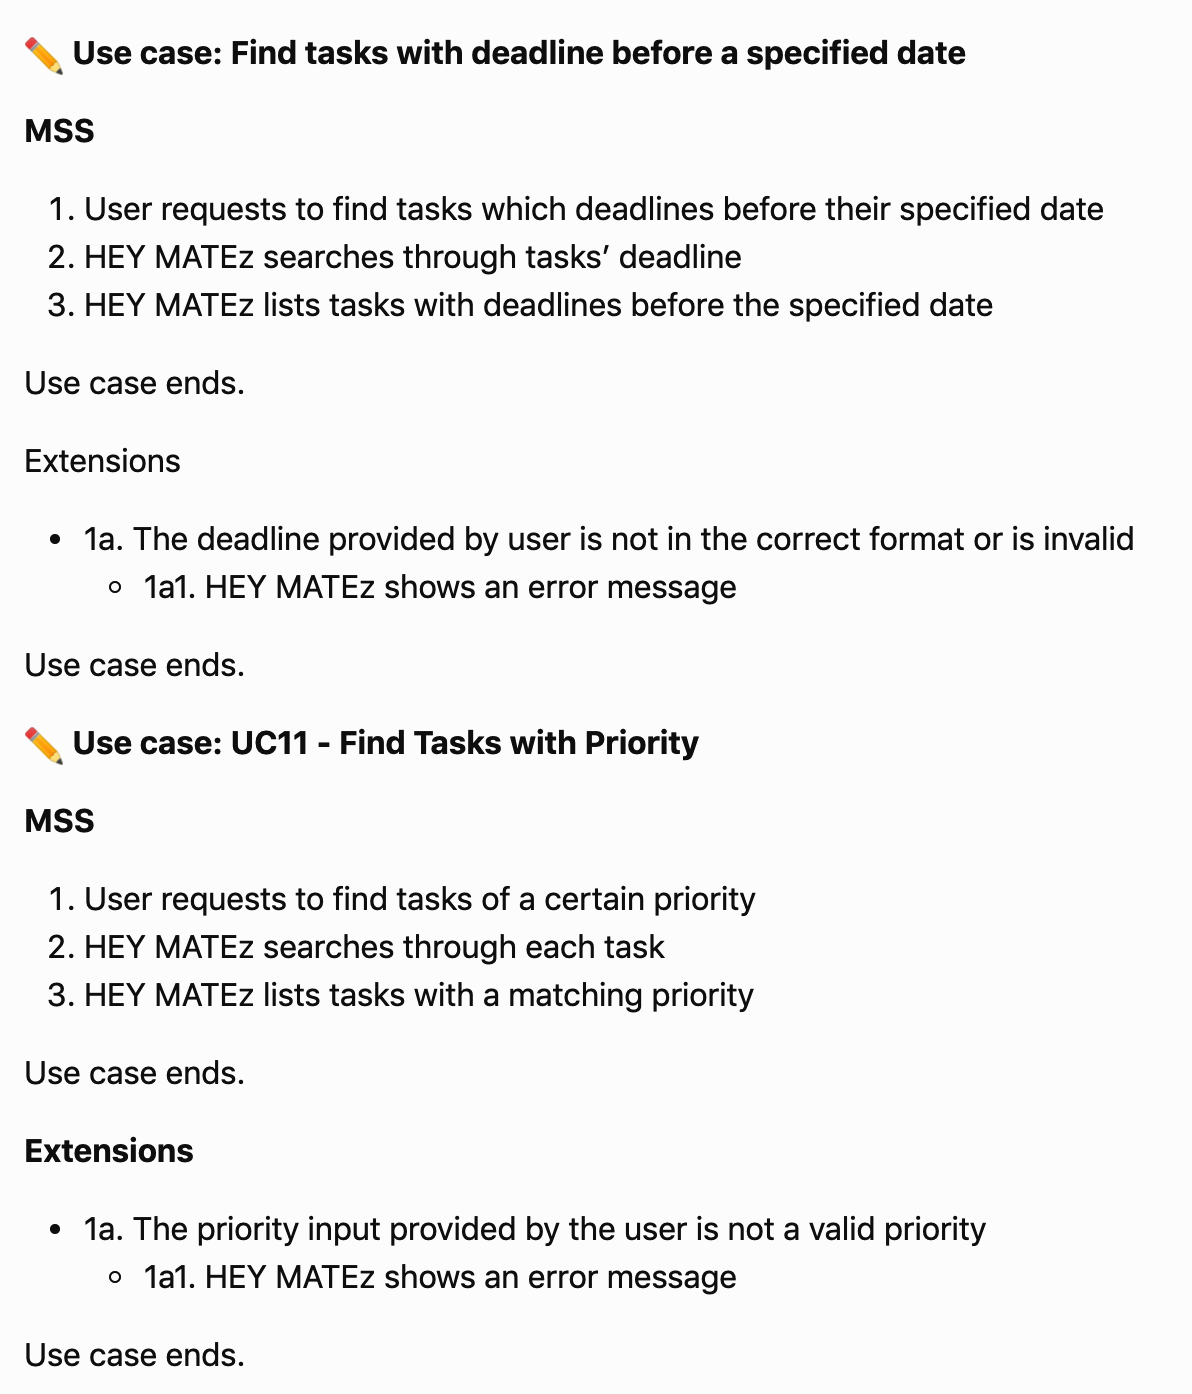 ✏️ Use case: Find tasks with deadline before a specified date
MSS
1. User requests to find tasks which deadlines before their specified date
2. HEY MATEz searches through tasks’ deadline
3. HEY MATEz lists tasks with deadlines before the specified date
Use case ends.
Extensions
• 1a. The deadline provided by user is not in the correct format or is invalid
◦ 1a1. HEY MATEz shows an error message
Use case ends.
✏️ Use case: UC11 - Find Tasks with Priority
MSS
1. User requests to find tasks of a certain priority
2. HEY MATEz searches through each task
3. HEY MATEz lists tasks with a matching priority
Use case ends.
Extensions
• 1a. The priority input provided by the user is not a valid priority
◦ 1a1. HEY MATEz shows an error message
Use case ends.